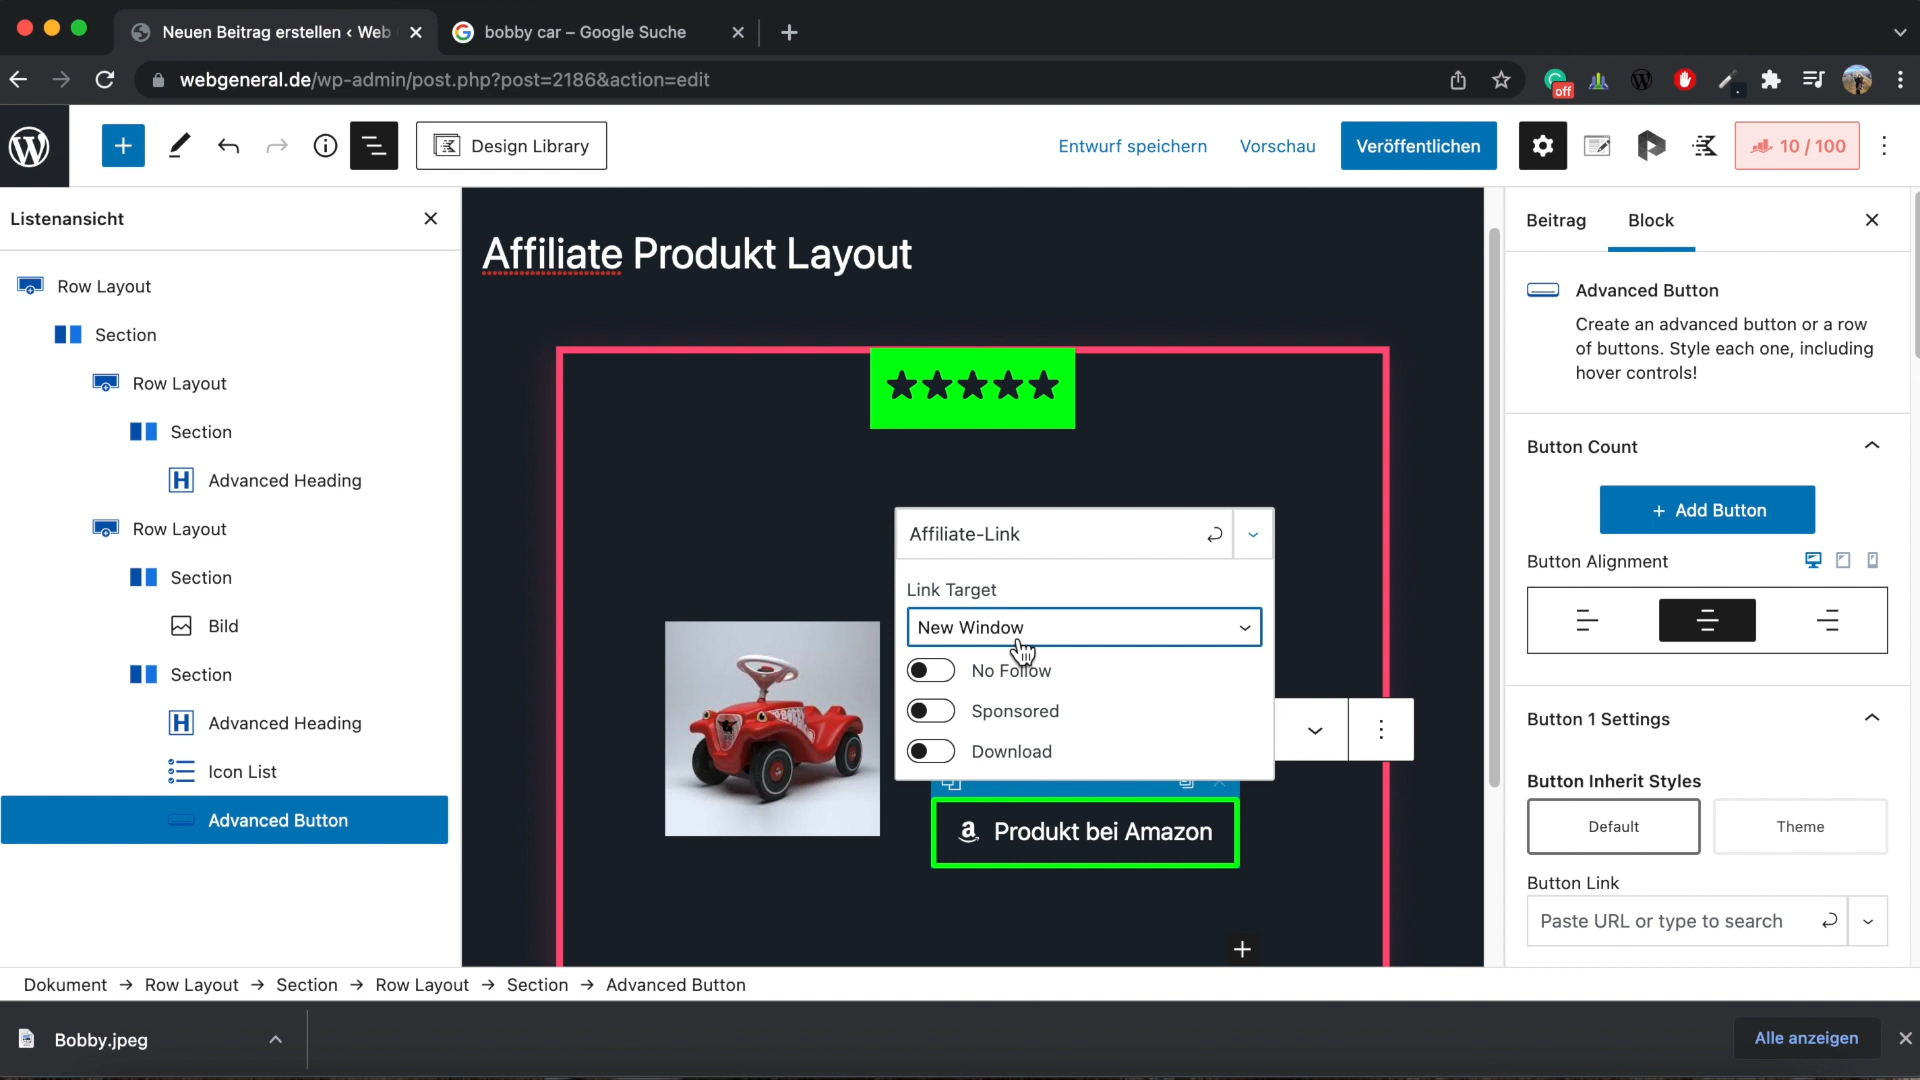 Neuen Beitrag erstellen ‹ Web
bobby car – Google Suche
webgeneral.de/wp-admin/post.php?post=2186&action=edit
off
Design Library
Entwurf speichern
Vorschau
Veröffentlichen
10 / 100
Listenansicht
Row Layout
Section
Row Layout
Section
Advanced Heading
Row Layout
Section
Bild
Section
Advanced Heading
Icon List
Advanced Button
Affiliate Produkt Layout
Affiliate-Link
Link Target
New Window
No Follow
Sponsored
Download
Produkt bei Amazon
Beitrag
Block
Advanced Button
Create an advanced button or a row
of buttons. Style each one, including
hover controls!
Button Count
+ Add Button
Button Alignment
Button 1 Settings
Button Inherit Styles
Default
Theme
Button Link
Paste URL or type to search
Dokument → Row Layout → Section → Row Layout → Section → Advanced Button
Bobby.jpeg
Alle anzeigen